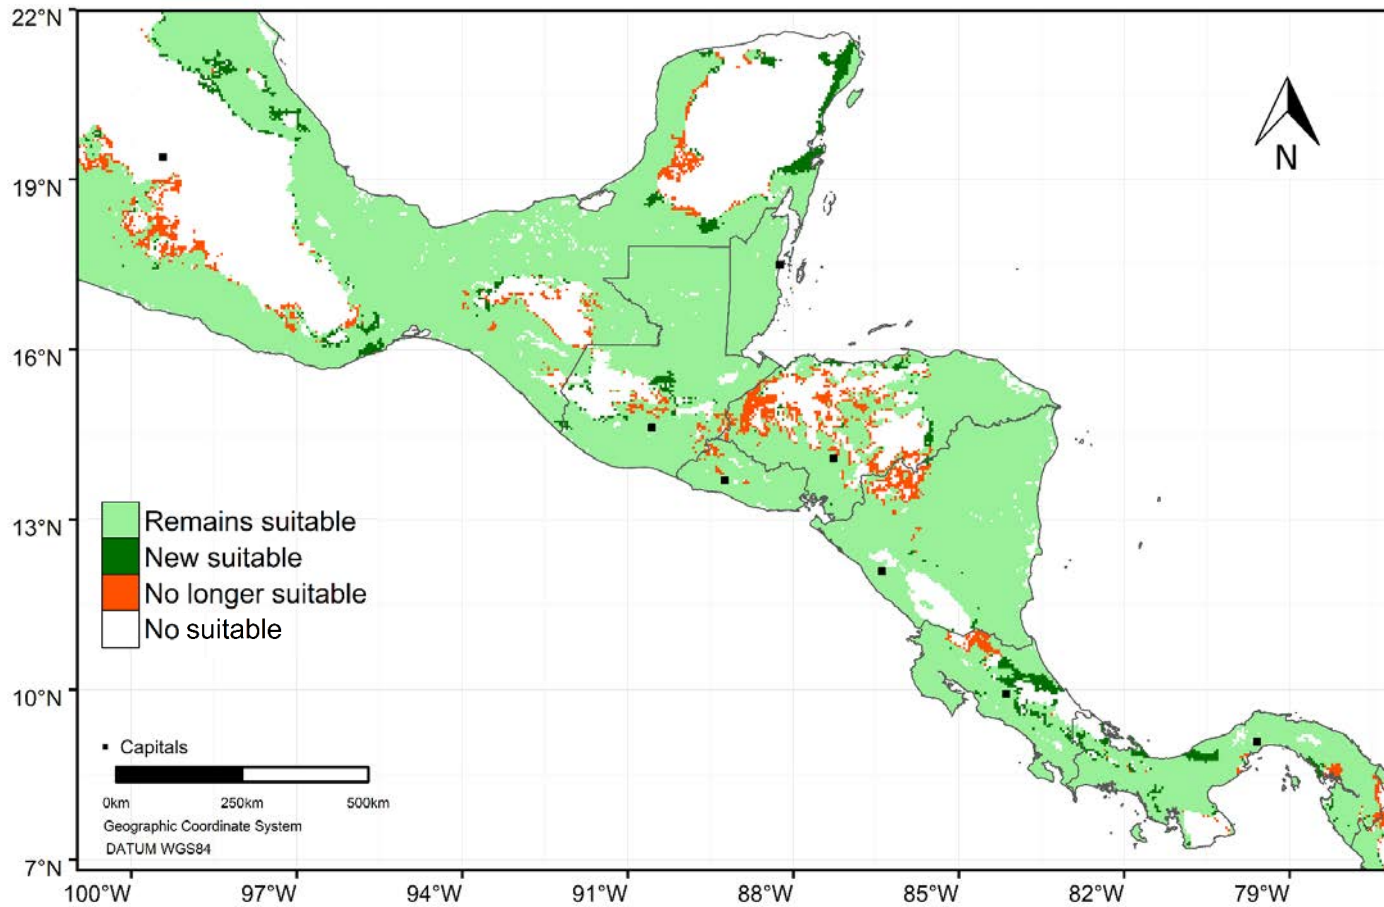 22°N
19°N
16°N
13°N
10°N
7°N
N
Remains suitable
New suitable
No longer suitable
No suitable
Capitals
0km 250km 500km
Geographic Coordinate System
DATUM WGS84
100°W 97°W 94°W 91°W 88°W 85°W 82°W 79°W